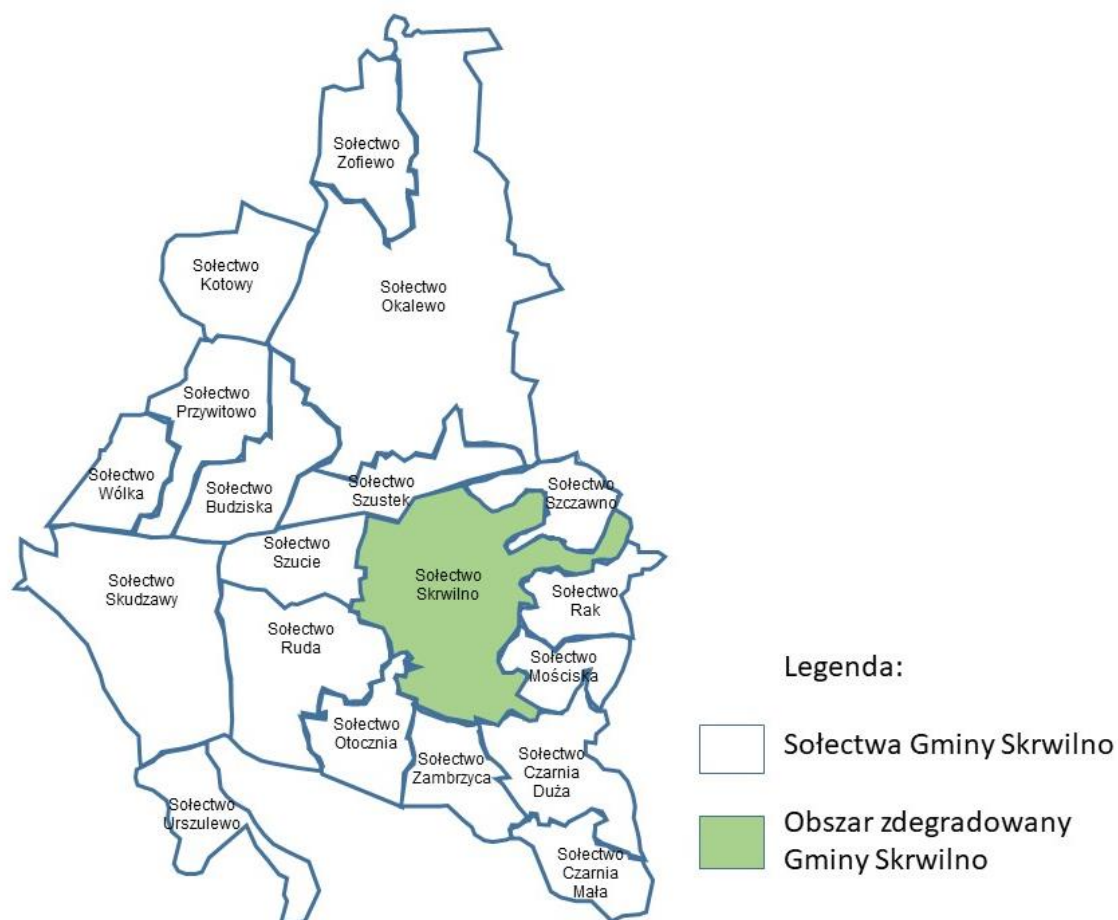 Sołectwo
Zofiewo
Sołectwo
Kotowy
Sołectwo
Okalewo
Sołectwo
Przywitowo
Sołectwo
Wólka
Sołectwo
Budziska
Sołectwo
Szustek
Sołectwo
Szczawno
Sołectwo
Szucie
Sołectwo
Skudzawy
Sołectwo
Skrwilno
Sołectwo
Rak
Sołectwo
Ruda
Sołectwo
Mościska
Sołectwo
Otocznia
Sołectwo
Zambrzyca
Sołectwo
Czarnia
Duża
Sołectwo
Urszulewo
Sołectwo
Czarnia
Mała
Legenda:
Sołectwa Gminy Skrwilno
Obszar zdegradowany
Gminy Skrwilno